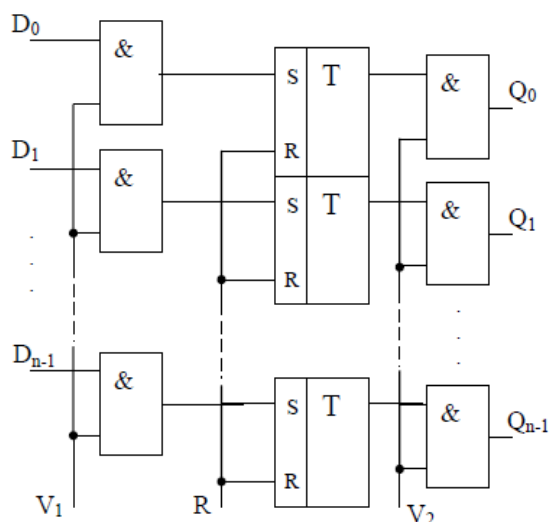 D₀
& S T & Q₀
R
D₁
& S T & Q₁
R
Dₙ₋₁
& S T & Qₙ₋₁
R
V₁ R V₂